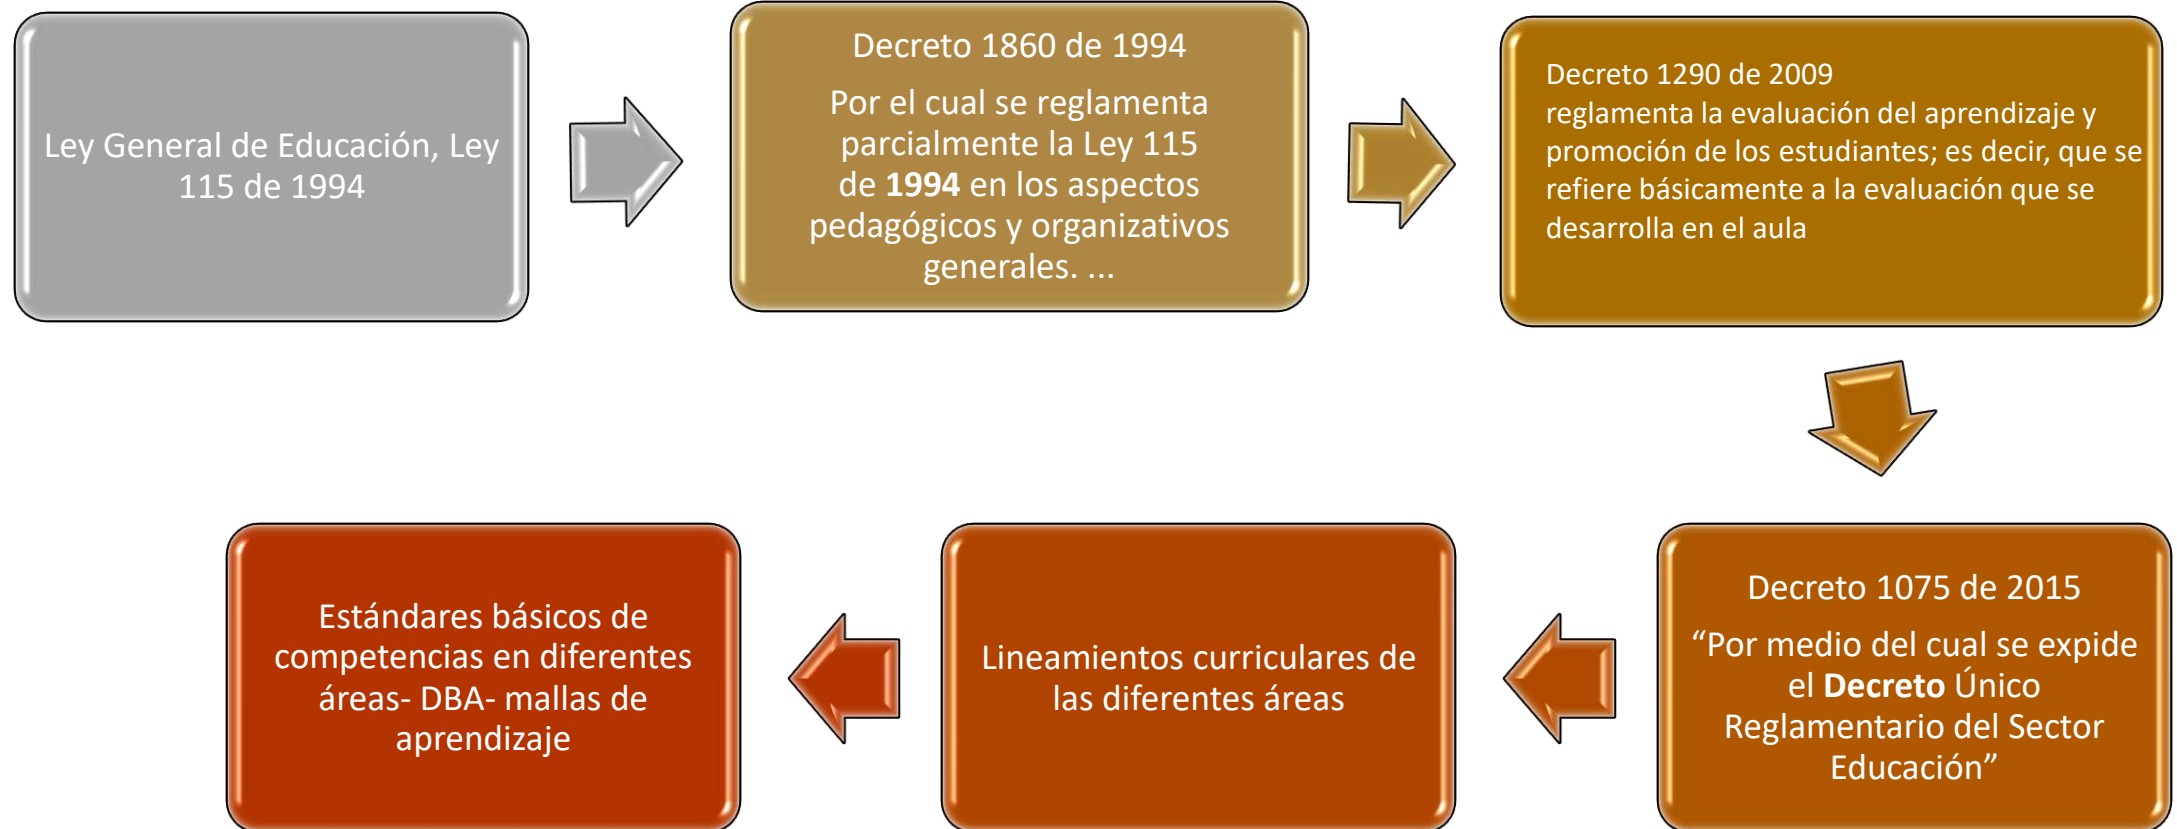 Ley General de Educación, Ley
115 de 1994
Decreto 1860 de 1994
Por el cual se reglamenta
parcialmente la Ley 115
de 1994 en los aspectos
pedagógicos y organizativos
generales. ...
Decreto 1290 de 2009
reglamenta la evaluación del aprendizaje y
promoción de los estudiantes; es decir, que se
refiere básicamente a la evaluación que se
desarrolla en el aula
Decreto 1075 de 2015
“Por medio del cual se expide
el Decreto Único
Reglamentario del Sector
Educación”
Lineamientos curriculares de
las diferentes áreas
Estándares básicos de
competencias en diferentes
áreas- DBA- mallas de
aprendizaje